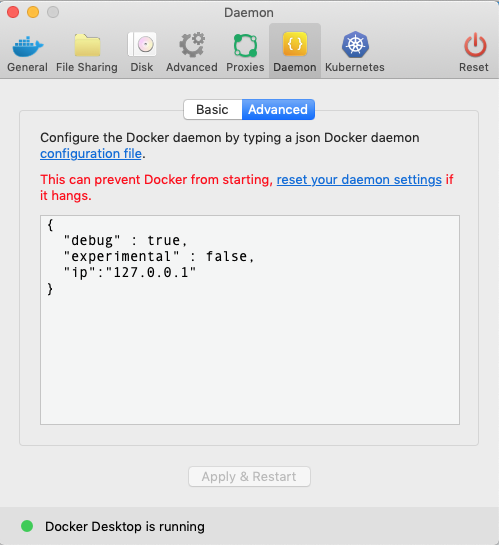 Daemon
General
File Sharing
Disk
Advanced
Proxies
Daemon
Kubernetes
Reset
Basic
Advanced
Configure the Docker daemon by typing a json Docker daemon
configuration file.
This can prevent Docker from starting, reset your daemon settings if
it hangs.
{
  "debug" : true,
  "experimental" : false,
  "ip":"127.0.0.1"
}
Apply & Restart
Docker Desktop is running